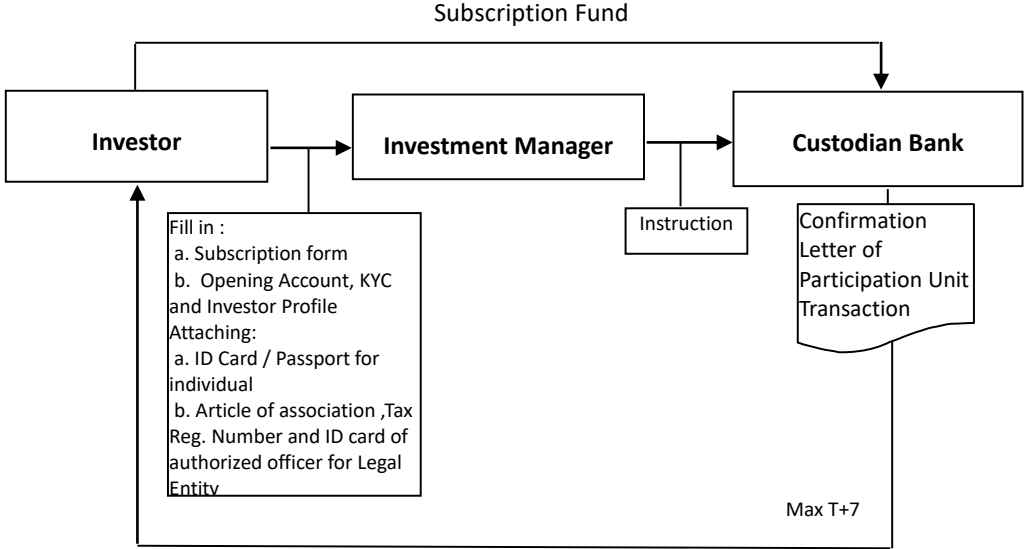 Subscription Fund
Investor
Investment Manager
Custodian Bank
Fill in :
a. Subscription form
b. Opening Account, KYC
and Investor Profile
Attaching:
a. ID Card / Passport for
individual
b. Article of association ,Tax
Reg. Number and ID card of
authorized officer for Legal
Entity
Instruction
Confirmation
Letter of
Participation Unit
Transaction
Max T+7